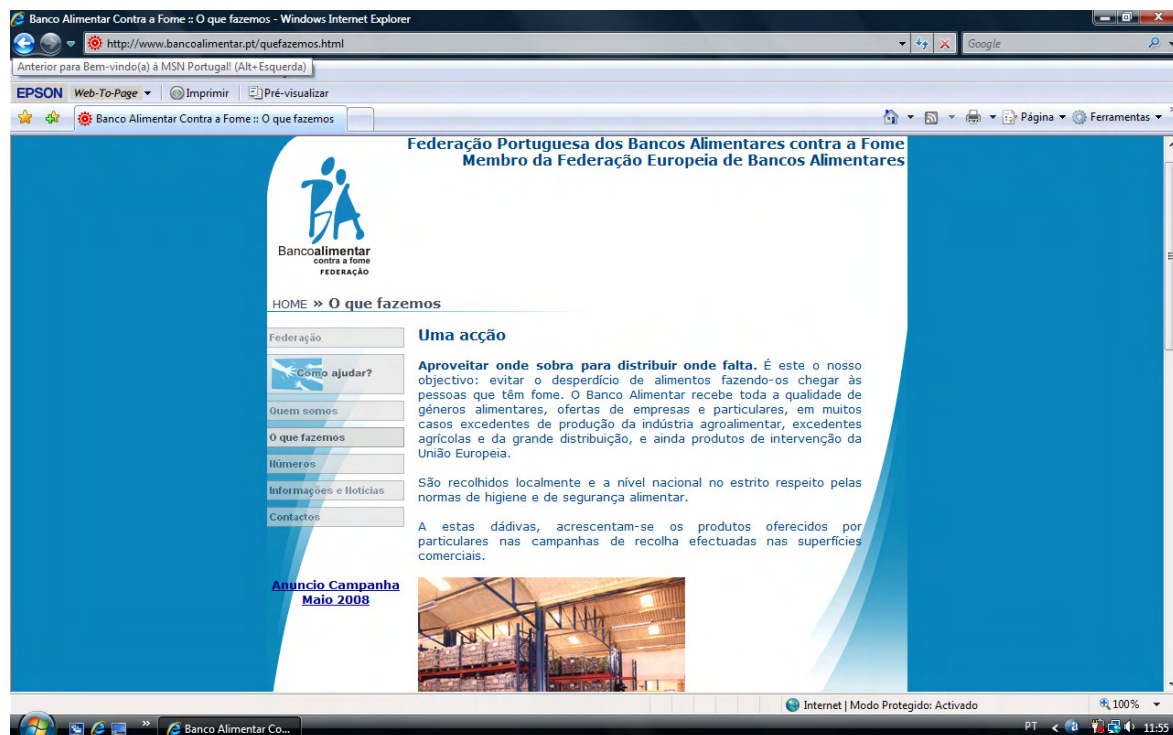 Banco Alimentar Contra a Fome :: O que fazemos - Windows Internet Explorer
http://www.bancoalimentar.pt/quefazemos.html
Google
Anterior para Bem-vindo(a) à MSN Portugal! (Alt+Esquerda)
EPSON Web-To-Page Imprimir Pré-visualizar
Banco Alimentar Contra a Fome :: O que fazemos
Página Ferramentas
Federação Portuguesa dos Bancos Alimentares contra a Fome
Membro da Federação Europeia de Bancos Alimentares
BA
Bancoalimentar
contra a fome
FEDERAÇÃO
HOME » O que fazemos
Federação
Como ajudar?
Quem somos
O que fazemos
Números
Informações e Notícias
Contactos
Anuncio Campanha
Maio 2008
Uma acção
Aproveitar onde sobra para distribuir onde falta. É este o nosso
objectivo: evitar o desperdício de alimentos fazendo-os chegar às
pessoas que têm fome. O Banco Alimentar recebe toda a qualidade de
géneros alimentares, ofertas de empresas e particulares, em muitos
casos excedentes de produção da indústria agroalimentar, excedentes
agrícolas e da grande distribuição, e ainda produtos de intervenção da
União Europeia.
São recolhidos localmente e a nível nacional no estrito respeito pelas
normas de higiene e de segurança alimentar.
A estas dádivas, acrescentam-se os produtos oferecidos por
particulares nas campanhas de recolha efectuadas nas superfícies
comerciais.
Internet | Modo Protegido: Activado
100%
Banco Alimentar Co...
PT
11:55